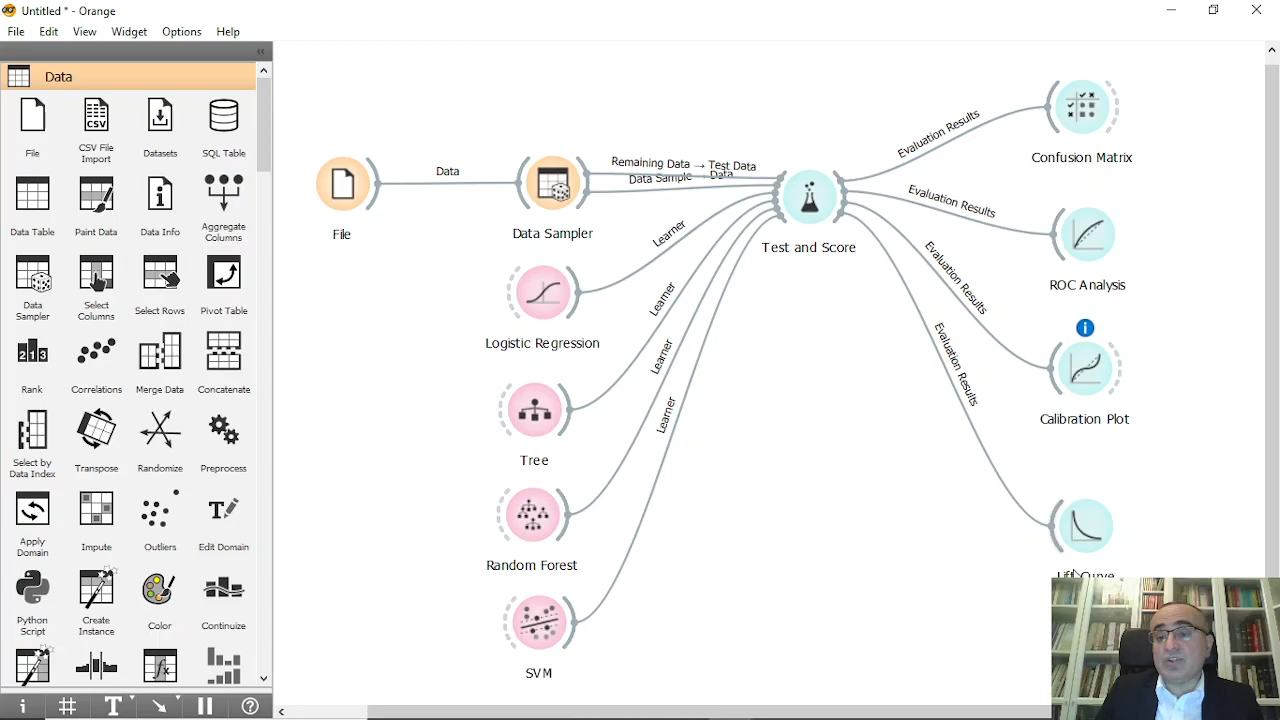 Untitled * - Orange
File Edit View Widget Options Help
Data
File
CSV File Import
Datasets
SQL Table
Data Table
Paint Data
Data Info
Aggregate Columns
Data Sampler
Select Columns
Select Rows
Pivot Table
Rank
Correlations
Merge Data
Concatenate
Select by Data Index
Transpose
Randomize
Preprocess
Apply Domain
Impute
Outliers
Edit Domain
Python Script
Create Instance
Color
Continuize
File
Data
Data Sampler
Remaining Data → Test Data
Data Sample → Data
Logistic Regression
Learner
Tree
Learner
Random Forest
Learner
SVM
Learner
Test and Score
Evaluation Results
Confusion Matrix
Evaluation Results
ROC Analysis
Evaluation Results
Calibration Plot
Evaluation Results
Lift Curve